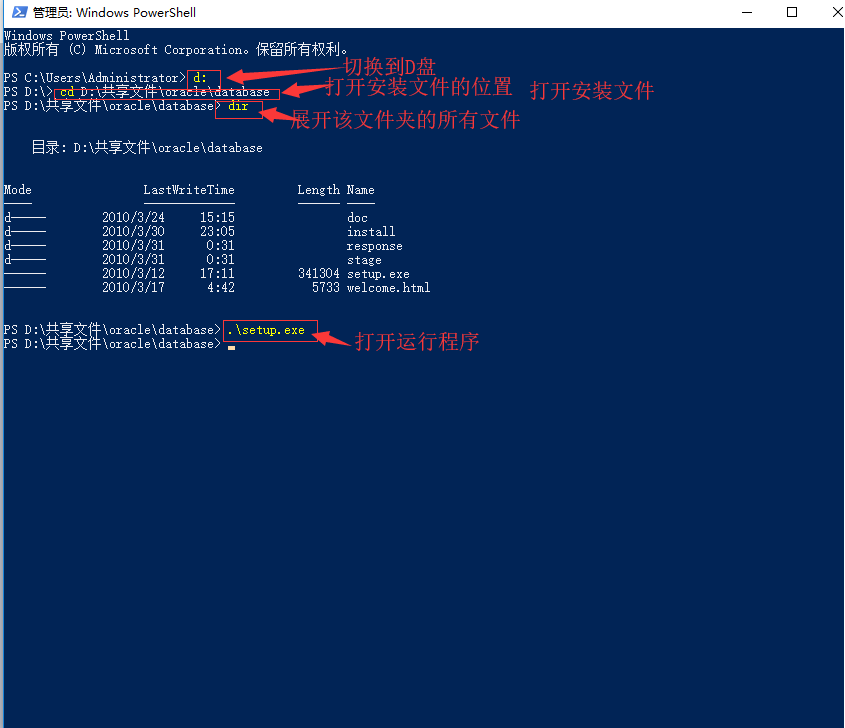 管理员: Windows PowerShell
Windows PowerShell
版权所有 (C) Microsoft Corporation。保留所有权利。
PS C:\Users\Administrator> d:
切换到D盘
PS D:\> cd D:\共享文件\oracle\database
打开安装文件的位置 打开安装文件
PS D:\共享文件\oracle\database> dir
展开该文件夹的所有文件
目录: D:\共享文件\oracle\database
Mode LastWriteTime Length Name
---- ------------- ------ ----
d----- 2010/3/24 15:15 doc
d----- 2010/3/30 23:05 install
d----- 2010/3/31 0:31 response
d----- 2010/3/31 0:31 stage
------ 2010/3/12 17:11 341304 setup.exe
------ 2010/3/17 4:42 5733 welcome.html
PS D:\共享文件\oracle\database> .\setup.exe
PS D:\共享文件\oracle\database>
打开运行程序